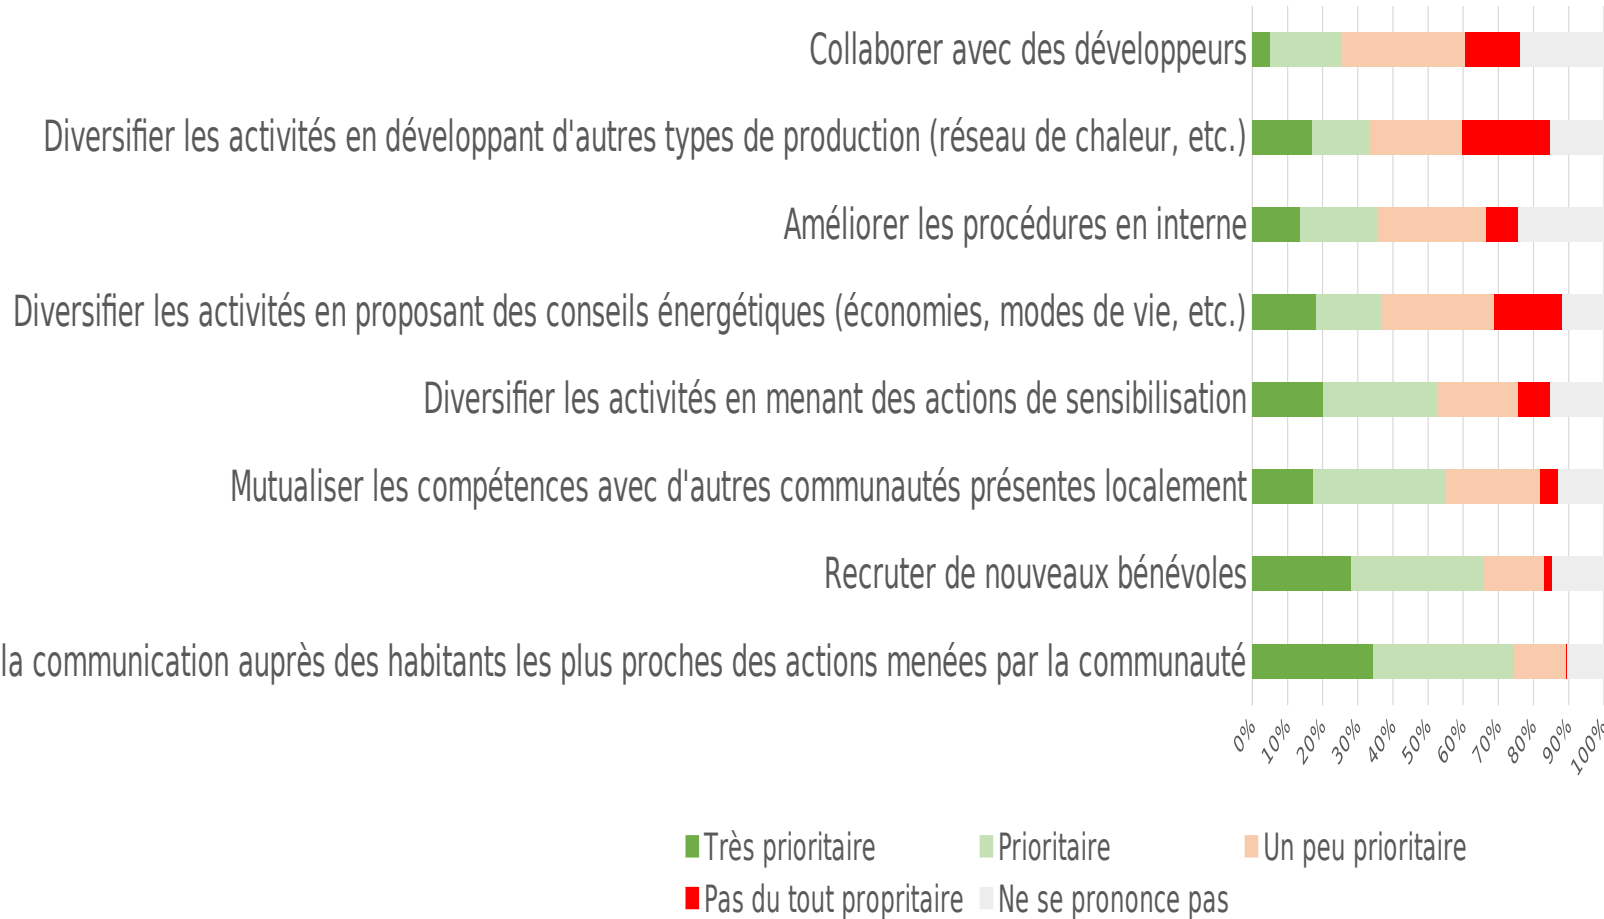 Collaborer avec des développeurs
Diversifier les activités en développant d'autres types de production (réseau de chaleur, etc.)
Améliorer les procédures en interne
Diversifier les activités en proposant des conseils énergétiques (économies, modes de vie, etc.)
Diversifier les activités en menant des actions de sensibilisation
Mutualiser les compétences avec d'autres communautés présentes localement
Recruter de nouveaux bénévoles
la communication auprès des habitants les plus proches des actions menées par la communauté
0% 10% 20% 30% 40% 50% 60% 70% 80% 90% 100%
Très prioritaire Prioritaire Un peu prioritaire
Pas du tout propritaire Ne se prononce pas